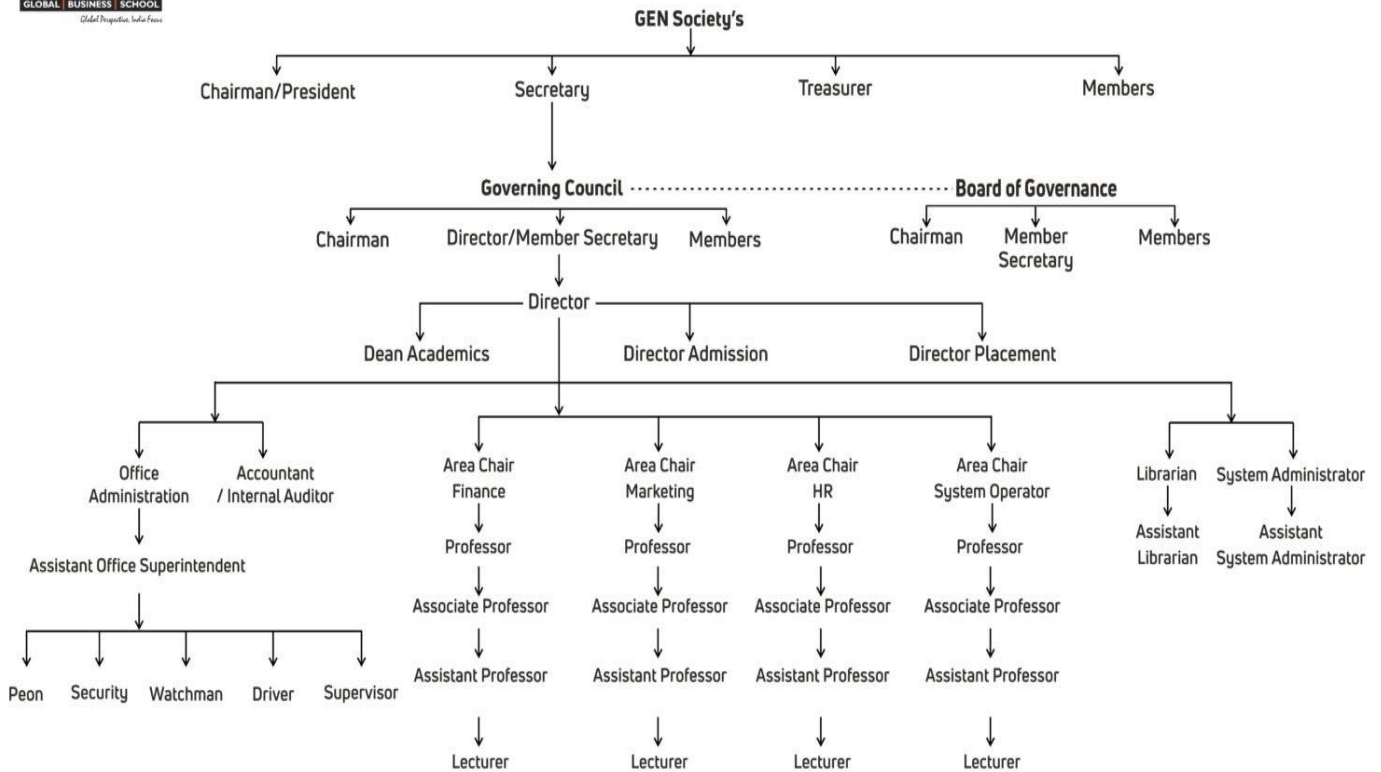 GLOBAL BUSINESS SCHOOL
Global Perspective, India Focus
GEN Society's
Chairman/President Secretary Treasurer Members
Governing Council Board of Governance
Chairman Director/Member Secretary Members Chairman Member Members
Secretary
Director
Dean Academics Director Admission Director Placement
Office Accountant Area Chair Area Chair Area Chair Area Chair Librarian System Administrator
Administration / Internal Auditor Finance Marketing HR System Operator
Assistant Assistant
Librarian System Administrator
Professor Professor Professor Professor
Assistant Office Superintendent
Associate Professor Associate Professor Associate Professor Associate Professor
Assistant Professor Assistant Professor Assistant Professor Assistant Professor
Peon Security Watchman Driver Supervisor
Lecturer Lecturer Lecturer Lecturer